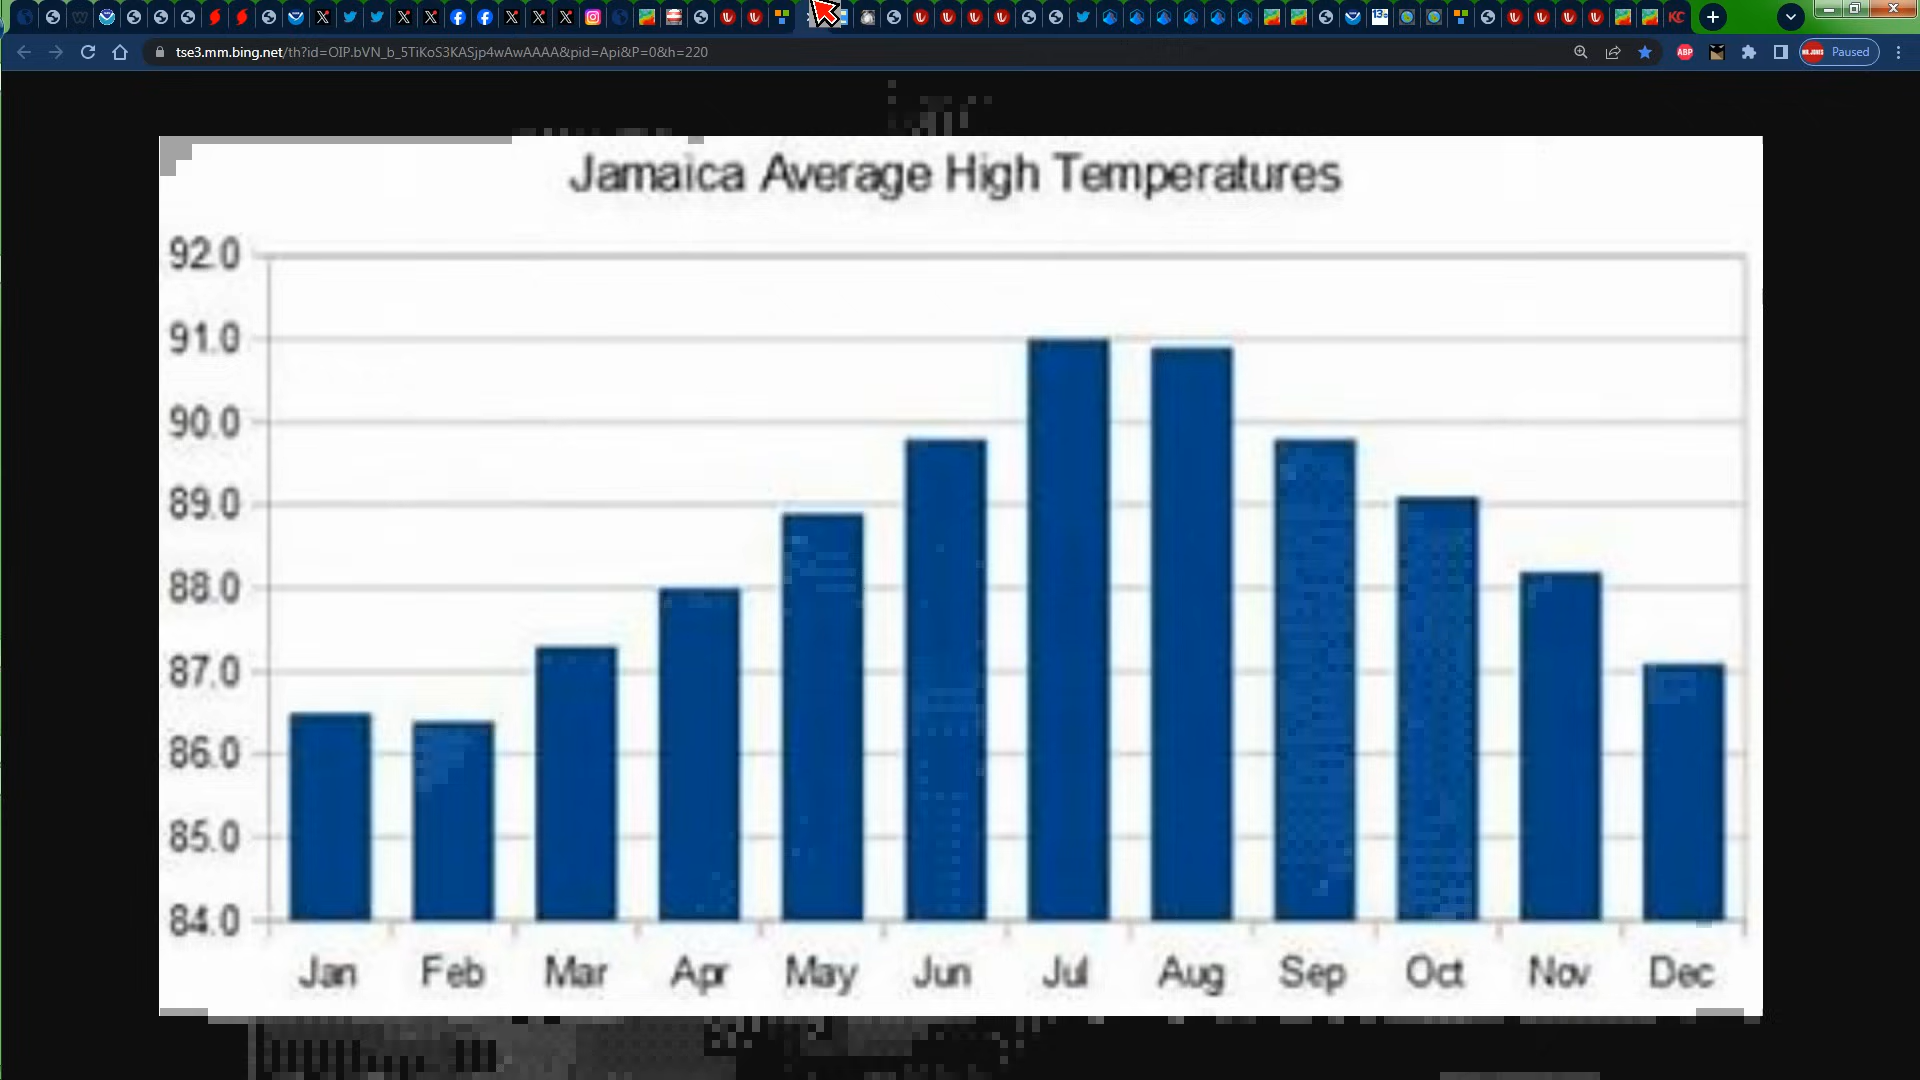 tse3.mm.bing.net/th?id=OIP.bVN_b_5TiKoS3KASjp4wAwAAAA&pid=Api&P=0&h=220
ABP
Paused
Jamaica Average High Temperatures
92.0
91.0
90.0
89.0
88.0
87.0
86.0
85.0
84.0
Jan Feb Mar Apr May Jun Jul Aug Sep Oct Nov Dec